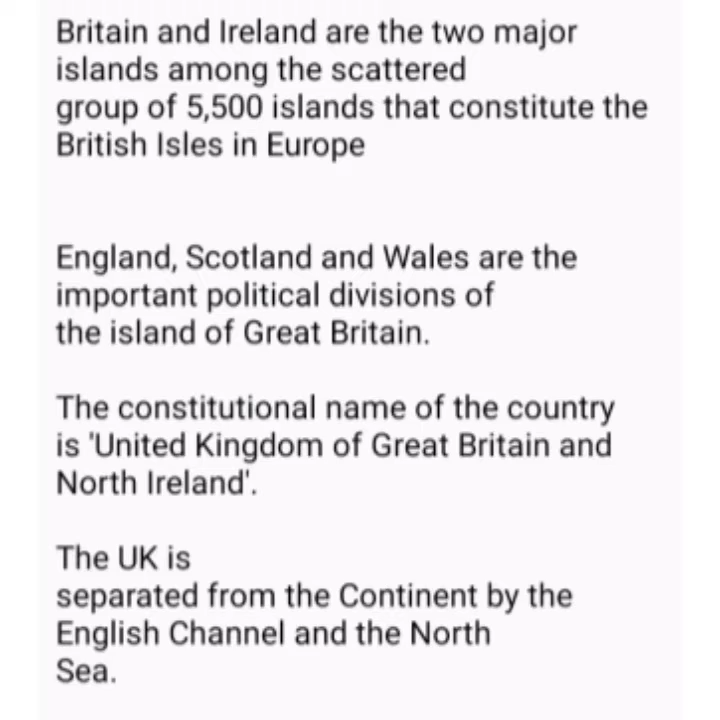 Britain and Ireland are the two major
islands among the scattered
group of 5,500 islands that constitute the
British Isles in Europe
England, Scotland and Wales are the
important political divisions of
the island of Great Britain.
The constitutional name of the country
is 'United Kingdom of Great Britain and
North Ireland'.
The UK is
separated from the Continent by the
English Channel and the North
Sea.